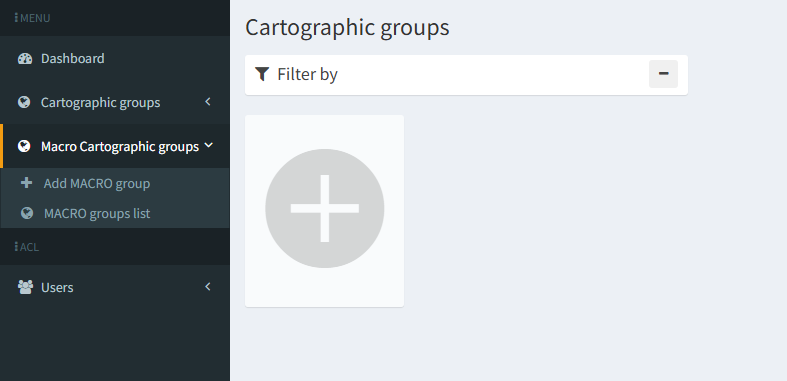 MENU
Dashboard
Cartographic groups
Macro Cartographic groups
Add MACRO group
MACRO groups list
ACL
Users
Cartographic groups
Filter by